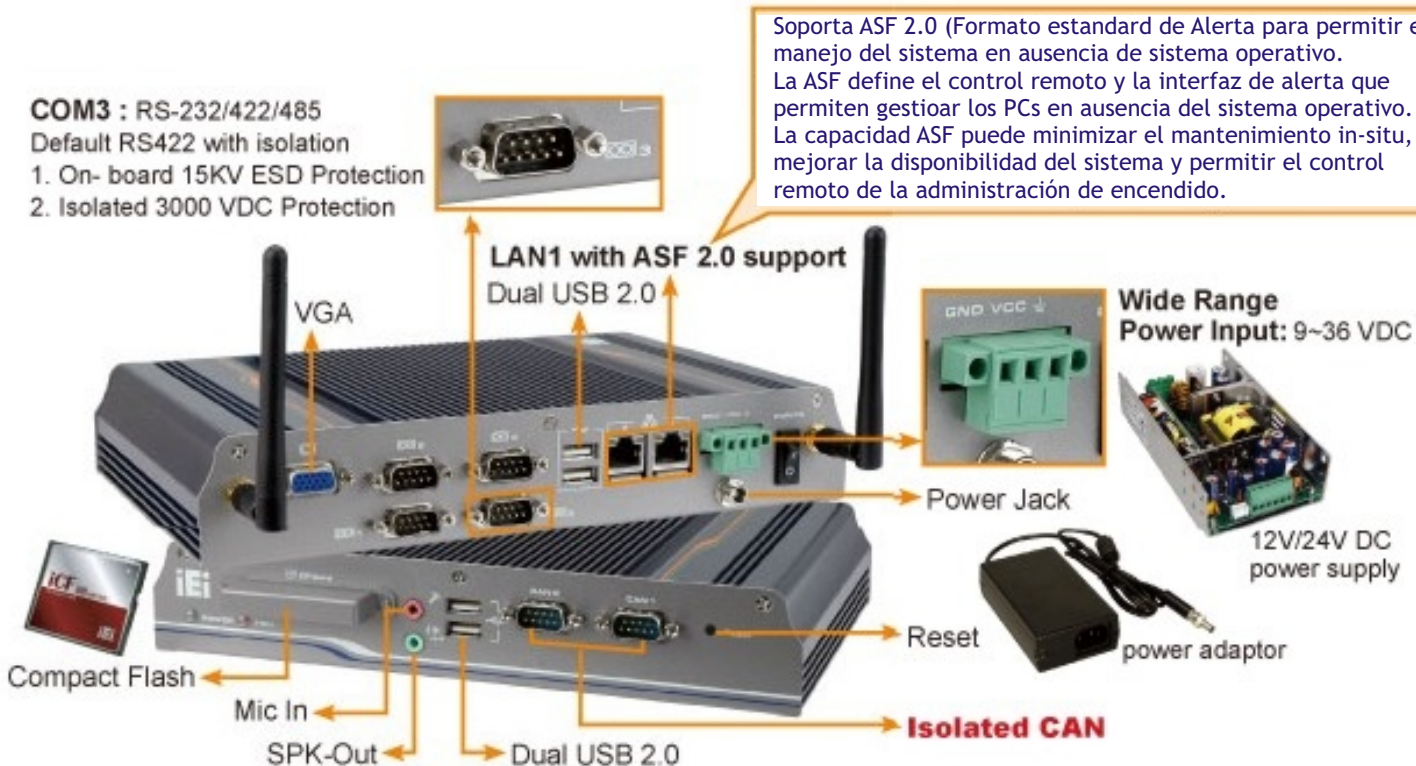 Soporta ASF 2.0 (Formato estandard de Alerta para permitir e
manejo del sistema en ausencia de sistema operativo.
La ASF define el control remoto y la interfaz de alerta que
permiten gestioar los PCs en ausencia del sistema operativo.
La capacidad ASF puede minimizar el mantenimiento in-situ,
mejorar la disponibilidad del sistema y permitir el control
remoto de la administración de encendido.
COM3 : RS-232/422/485
Default RS422 with isolation
1. On- board 15KV ESD Protection
2. Isolated 3000 VDC Protection
3
LAN1 with ASF 2.0 support
Dual USB 2.0
VGA
GND VCC
Wide Range
Power Input: 9~36 VDC
Power Jack
12V/24V DC
power supply
iEi
iCF
iEi
CAN 1
Reset
power adaptor
Compact Flash
Mic In
SPK-Out
Dual USB 2.0
Isolated CAN